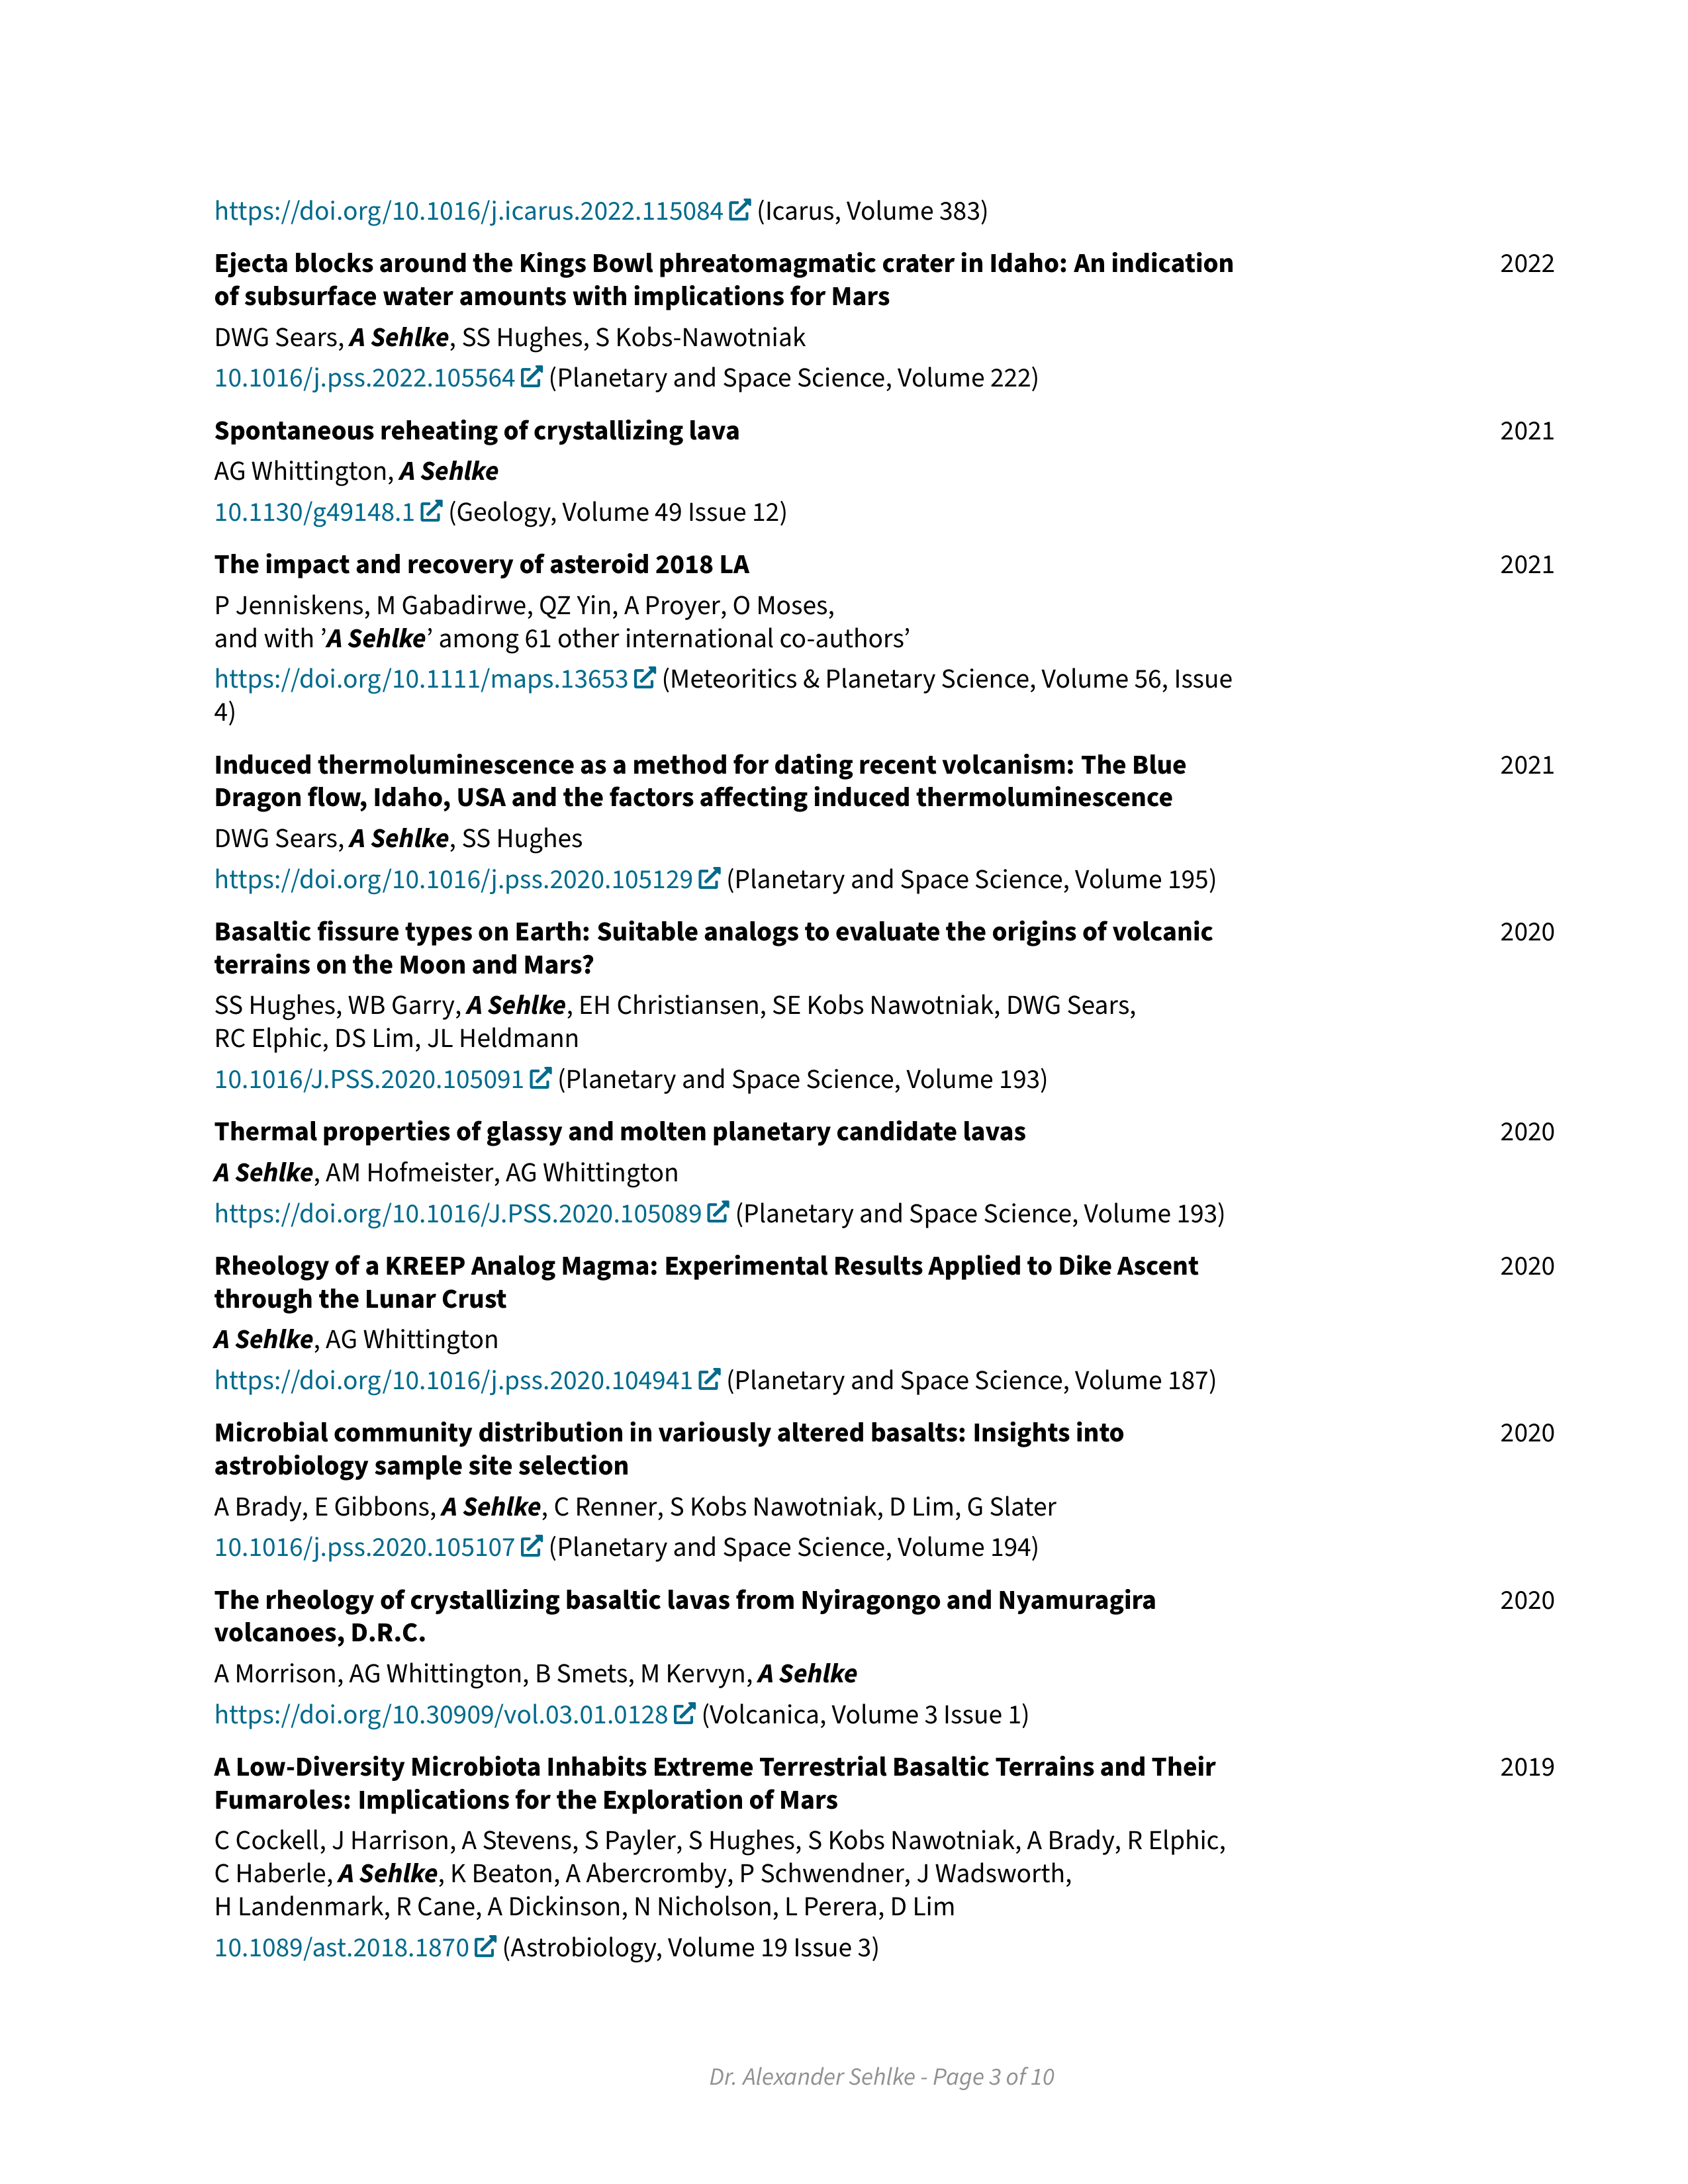 https://doi.org/10.1016/j.icarus.2022.115084 (Icarus, Volume 383)
Ejecta blocks around the Kings Bowl phreatomagmatic crater in Idaho: An indication 2022
of subsurface water amounts with implications for Mars
DWG Sears, A Sehlke, SS Hughes, S Kobs-Nawotniak
10.1016/j.pss.2022.105564 (Planetary and Space Science, Volume 222)
Spontaneous reheating of crystallizing lava 2021
AG Whittington, A Sehlke
10.1130/g49148.1 (Geology, Volume 49 Issue 12)
The impact and recovery of asteroid 2018 LA 2021
P Jenniskens, M Gabadirwe, QZ Yin, A Proyer, O Moses,
and with ’A Sehlke’ among 61 other international co-authors’
https://doi.org/10.1111/maps.13653 (Meteoritics & Planetary Science, Volume 56, Issue
4)
Induced thermoluminescence as a method for dating recent volcanism: The Blue 2021
Dragon flow, Idaho, USA and the factors affecting induced thermoluminescence
DWG Sears, A Sehlke, SS Hughes
https://doi.org/10.1016/j.pss.2020.105129 (Planetary and Space Science, Volume 195)
Basaltic fissure types on Earth: Suitable analogs to evaluate the origins of volcanic 2020
terrains on the Moon and Mars?
SS Hughes, WB Garry, A Sehlke, EH Christiansen, SE Kobs Nawotniak, DWG Sears,
RC Elphic, DS Lim, JL Heldmann
10.1016/J.PSS.2020.105091 (Planetary and Space Science, Volume 193)
Thermal properties of glassy and molten planetary candidate lavas 2020
A Sehlke, AM Hofmeister, AG Whittington
https://doi.org/10.1016/J.PSS.2020.105089 (Planetary and Space Science, Volume 193)
Rheology of a KREEP Analog Magma: Experimental Results Applied to Dike Ascent 2020
through the Lunar Crust
A Sehlke, AG Whittington
https://doi.org/10.1016/j.pss.2020.104941 (Planetary and Space Science, Volume 187)
Microbial community distribution in variously altered basalts: Insights into 2020
astrobiology sample site selection
A Brady, E Gibbons, A Sehlke, C Renner, S Kobs Nawotniak, D Lim, G Slater
10.1016/j.pss.2020.105107 (Planetary and Space Science, Volume 194)
The rheology of crystallizing basaltic lavas from Nyiragongo and Nyamuragira 2020
volcanoes, D.R.C.
A Morrison, AG Whittington, B Smets, M Kervyn, A Sehlke
https://doi.org/10.30909/vol.03.01.0128 (Volcanica, Volume 3 Issue 1)
A Low-Diversity Microbiota Inhabits Extreme Terrestrial Basaltic Terrains and Their 2019
Fumaroles: Implications for the Exploration of Mars
C Cockell, J Harrison, A Stevens, S Payler, S Hughes, S Kobs Nawotniak, A Brady, R Elphic,
C Haberle, A Sehlke, K Beaton, A Abercromby, P Schwendner, J Wadsworth,
H Landenmark, R Cane, A Dickinson, N Nicholson, L Perera, D Lim
10.1089/ast.2018.1870 (Astrobiology, Volume 19 Issue 3)
Dr. Alexander Sehlke - Page 3 of 10